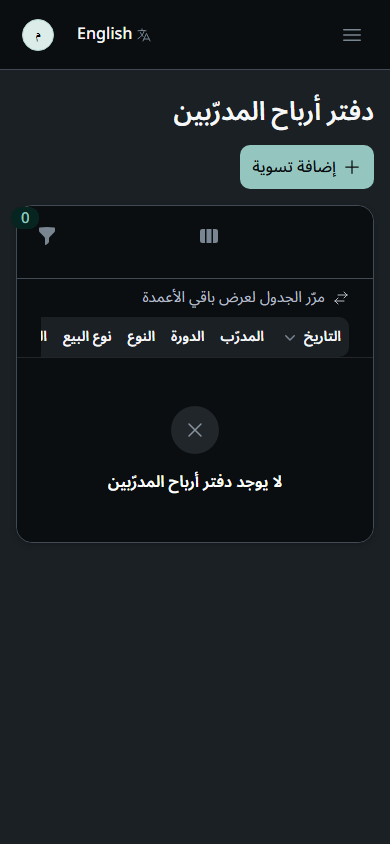 م
English
دفتر أرباح المدرّبين
إضافة تسوية
0
مرّر الجدول لعرض باقي الأعمدة
التاريخ المدرّب الدورة النوع نوع البيع
لا يوجد دفتر أرباح المدرّبين